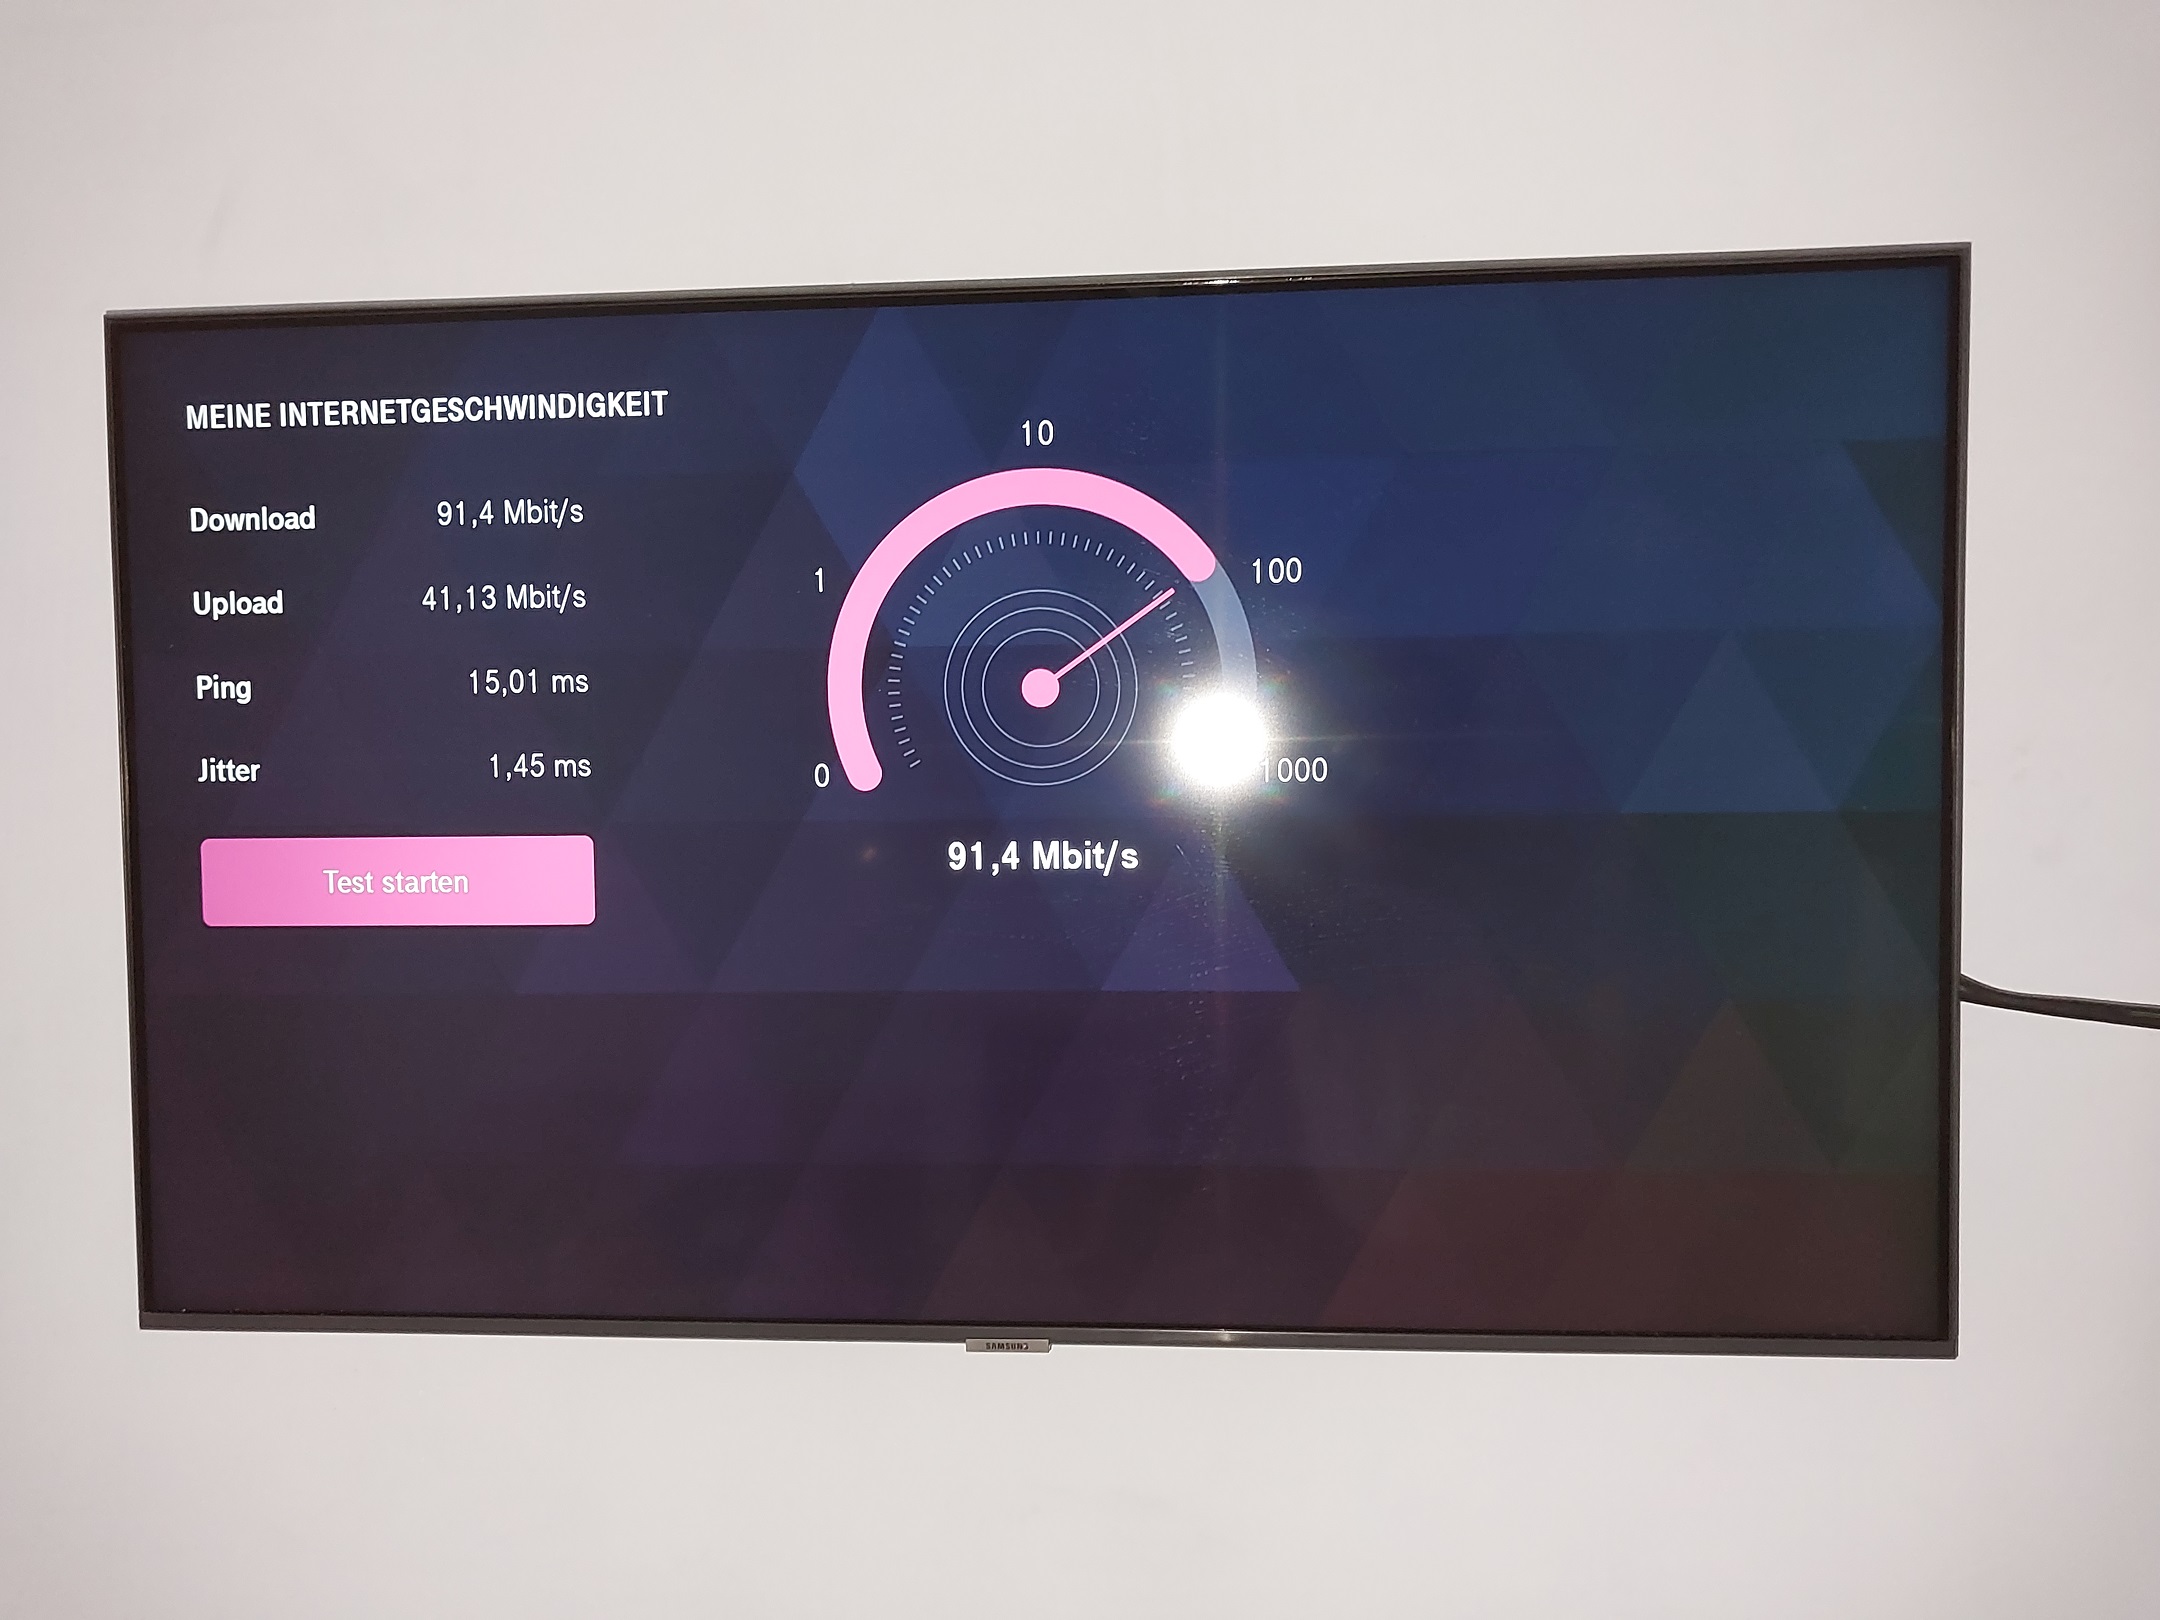 MEINE INTERNETGESCHWINDIGKEIT
Download 91,4 Mbit/s
Upload 41,13 Mbit/s
Ping 15,01 ms
Jitter 1,45 ms
Test starten
0
1
10
100
1000
91,4 Mbit/s
SAMSUNG